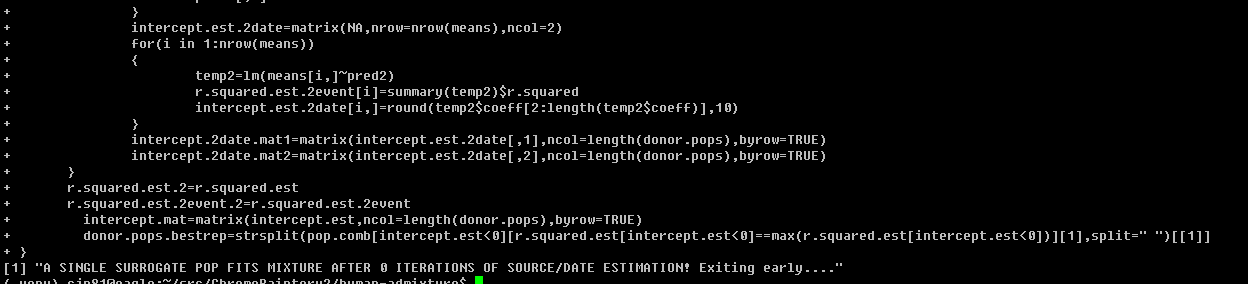 + }
+ intercept.est.2date=matrix(NA,nrow=nrow(means),ncol=2)
+ for(i in 1:nrow(means))
+ {
+ temp2=lm(means[i,]~pred2)
+ r.squared.est.2event[i]=summary(temp2)$r.squared
+ intercept.est.2date[i,]=round(temp2$coeff[2:length(temp2$coeff)],10)
+ }
+ intercept.2date.mat1=matrix(intercept.est.2date[,1],ncol=length(donor.pops),byrow=TRUE)
+ intercept.2date.mat2=matrix(intercept.est.2date[,2],ncol=length(donor.pops),byrow=TRUE)
+ }
+ r.squared.est.2=r.squared.est
+ r.squared.est.2event.2=r.squared.est.2event
+ intercept.mat=matrix(intercept.est,ncol=length(donor.pops),byrow=TRUE)
+ donor.pops.bestrep=strsplit(pop.comb[intercept.est<0][r.squared.est[intercept.est<0]==max(r.squared.est[intercept.est<0])][1],split=" ")[[1]]
+ }
[1] "A SINGLE SURROGATE POP FITS MIXTURE AFTER 0 ITERATIONS OF SOURCE/DATE ESTIMATION! Exiting early...."